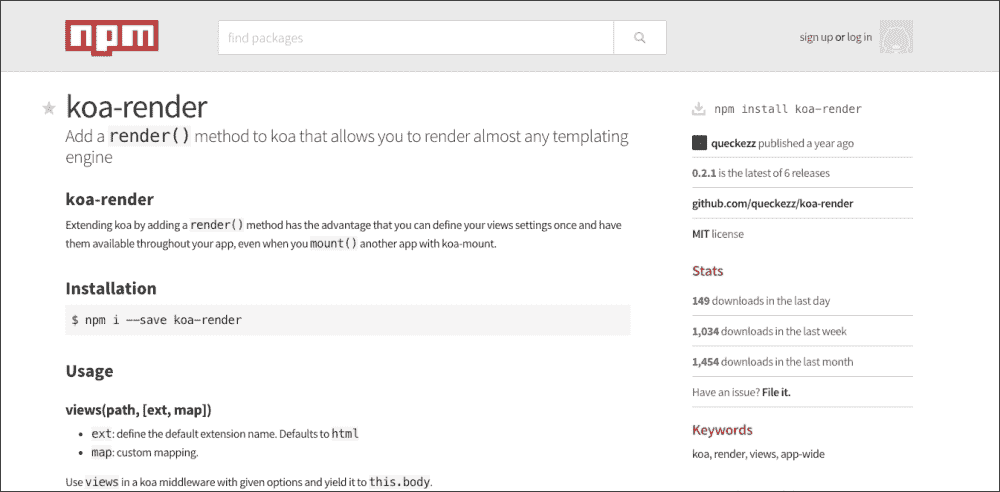 npm
find packages
sign up or log in
koa-render
Add a render() method to koa that allows you to render almost any templating
engine
koa-render
Extending koa by adding a render() method has the advantage that you can define your views settings once and have
them available throughout your app, even when you mount() another app with koa-mount.
Installation
$ npm i --save koa-render
Usage
views(path, [ext, map])
• ext: define the default extension name. Defaults to html
• map: custom mapping.
Use views in a koa middleware with given options and yield it to this.body.
npm install koa-render
queckezz published a year ago
0.2.1 is the latest of 6 releases
github.com/queckezz/koa-render
MIT license
Stats
149 downloads in the last day
1,034 downloads in the last week
1,454 downloads in the last month
Have an issue? File it.
Keywords
koa, render, views, app-wide